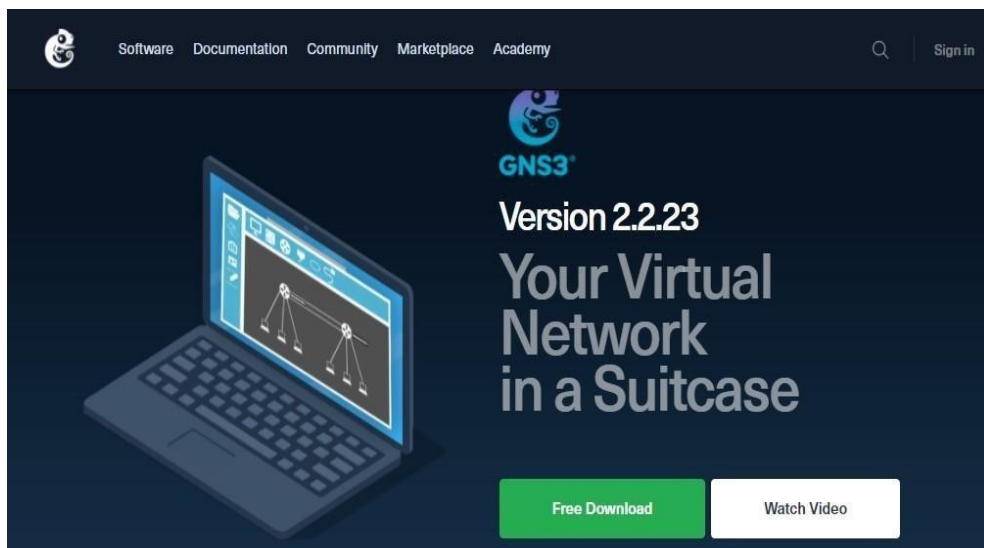 Software Documentation Community Marketplace Academy Sign in
GNS3®
Version 2.2.23
Your Virtual
Network
in a Suitcase
Free Download Watch Video